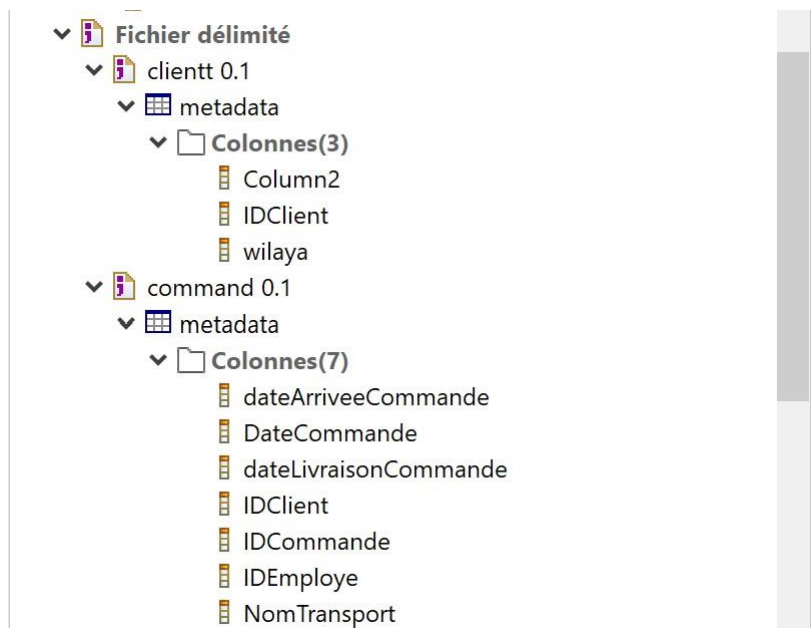 Fichier délimité
clientt 0.1
metadata
Colonnes(3)
Column2
IDClient
wilaya
command 0.1
metadata
Colonnes(7)
dateArriveeCommande
DateCommande
dateLivraisonCommande
IDClient
IDCommande
IDEmploye
NomTransport